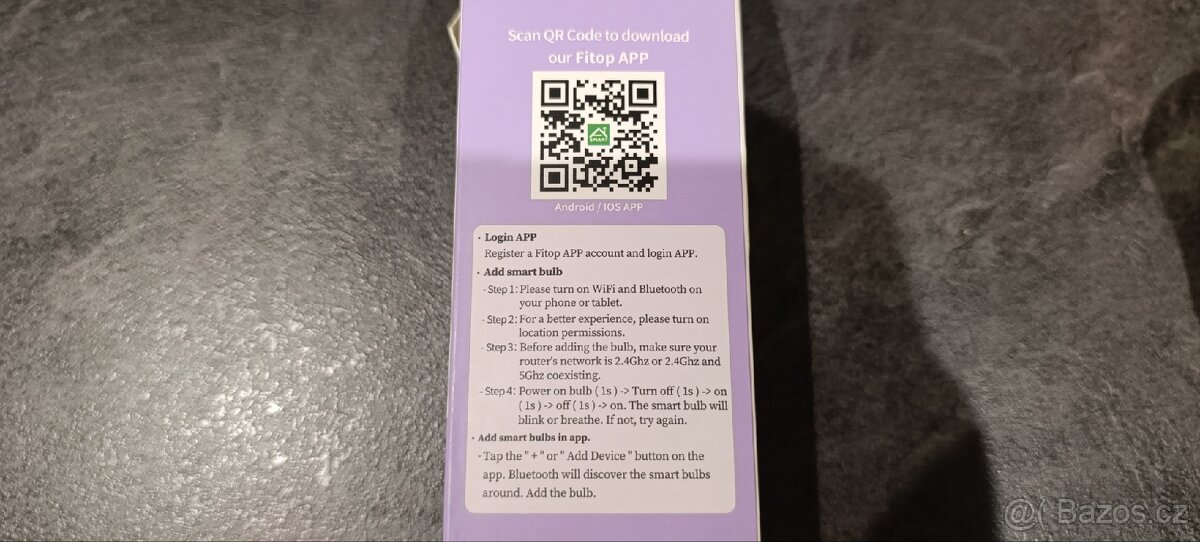 Scan QR Code to download
our Fitop APP
SMART
Android / IOS APP
· Login APP
Register a Fitop APP account and login APP.
· Add smart bulb
- Step 1: Please turn on WiFi and Bluetooth on
your phone or tablet.
- Step 2: For a better experience, please turn on
location permissions.
- Step 3: Before adding the bulb, make sure your
router's network is 2.4Ghz or 2.4Ghz and
5Ghz coexisting.
- Step 4: Power on bulb ( 1s ) -> Turn off ( 1s ) -> on
( 1s ) -> off ( 1s ) -> on. The smart bulb will
blink or breathe. If not, try again.
· Add smart bulbs in app.
- Tap the " + " or " Add Device " button on the
app. Bluetooth will discover the smart bulbs
around. Add the bulb.
@( Bazos.cz